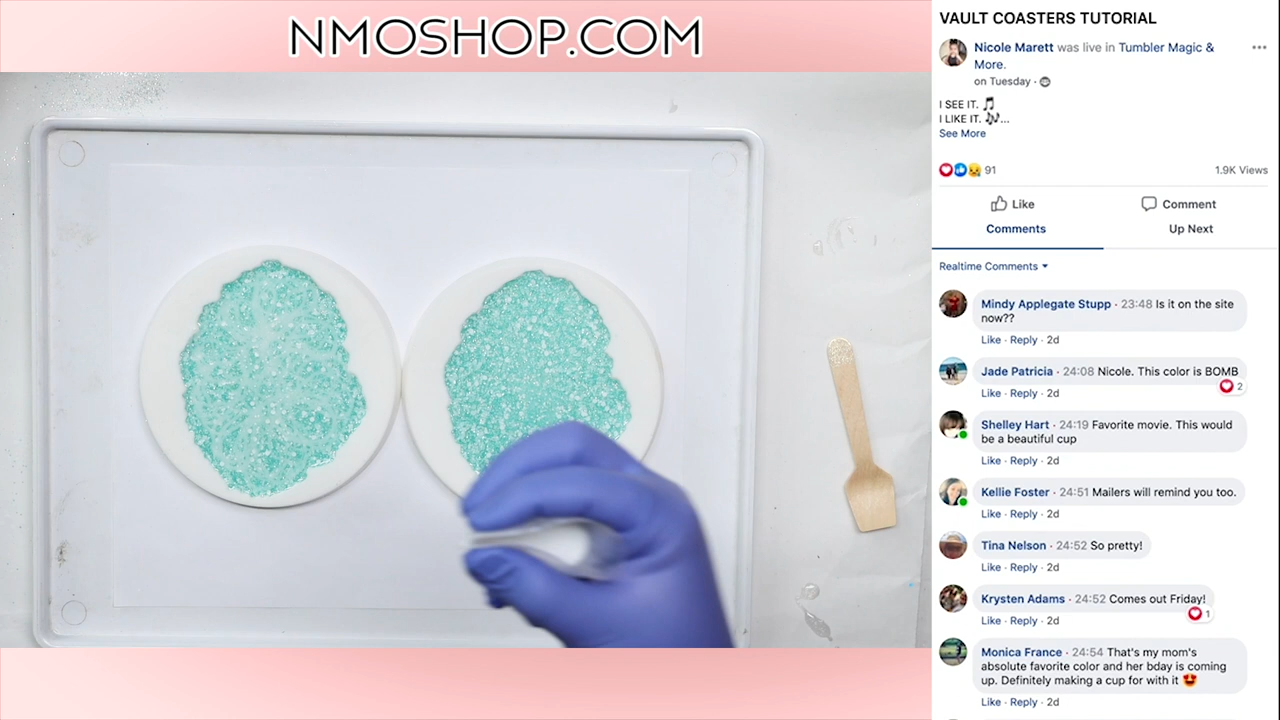 NMOSHOP.COM
VAULT COASTERS TUTORIAL
Nicole Marett was live in Tumbler Magic &
More.
on Tuesday ·
I SEE IT. 🎵
I LIKE IT. 🎶...
See More
91
1.9K Views
Like
Comment
Comments
Up Next
Realtime Comments
Mindy Applegate Stupp · 23:48 Is it on the site
now??
Like · Reply · 2d
Jade Patricia · 24:08 Nicole. This color is BOMB
2
Like · Reply · 2d
Shelley Hart · 24:19 Favorite movie. This would
be a beautiful cup
Like · Reply · 2d
Kellie Foster · 24:51 Mailers will remind you too.
Like · Reply · 2d
Tina Nelson · 24:52 So pretty!
Like · Reply · 2d
Krysten Adams · 24:52 Comes out Friday!
1
Like · Reply · 2d
Monica France · 24:54 That's my mom's
absolute favorite color and her bday is coming
up. Definitely making a cup for with it 😍
Like · Reply · 2d